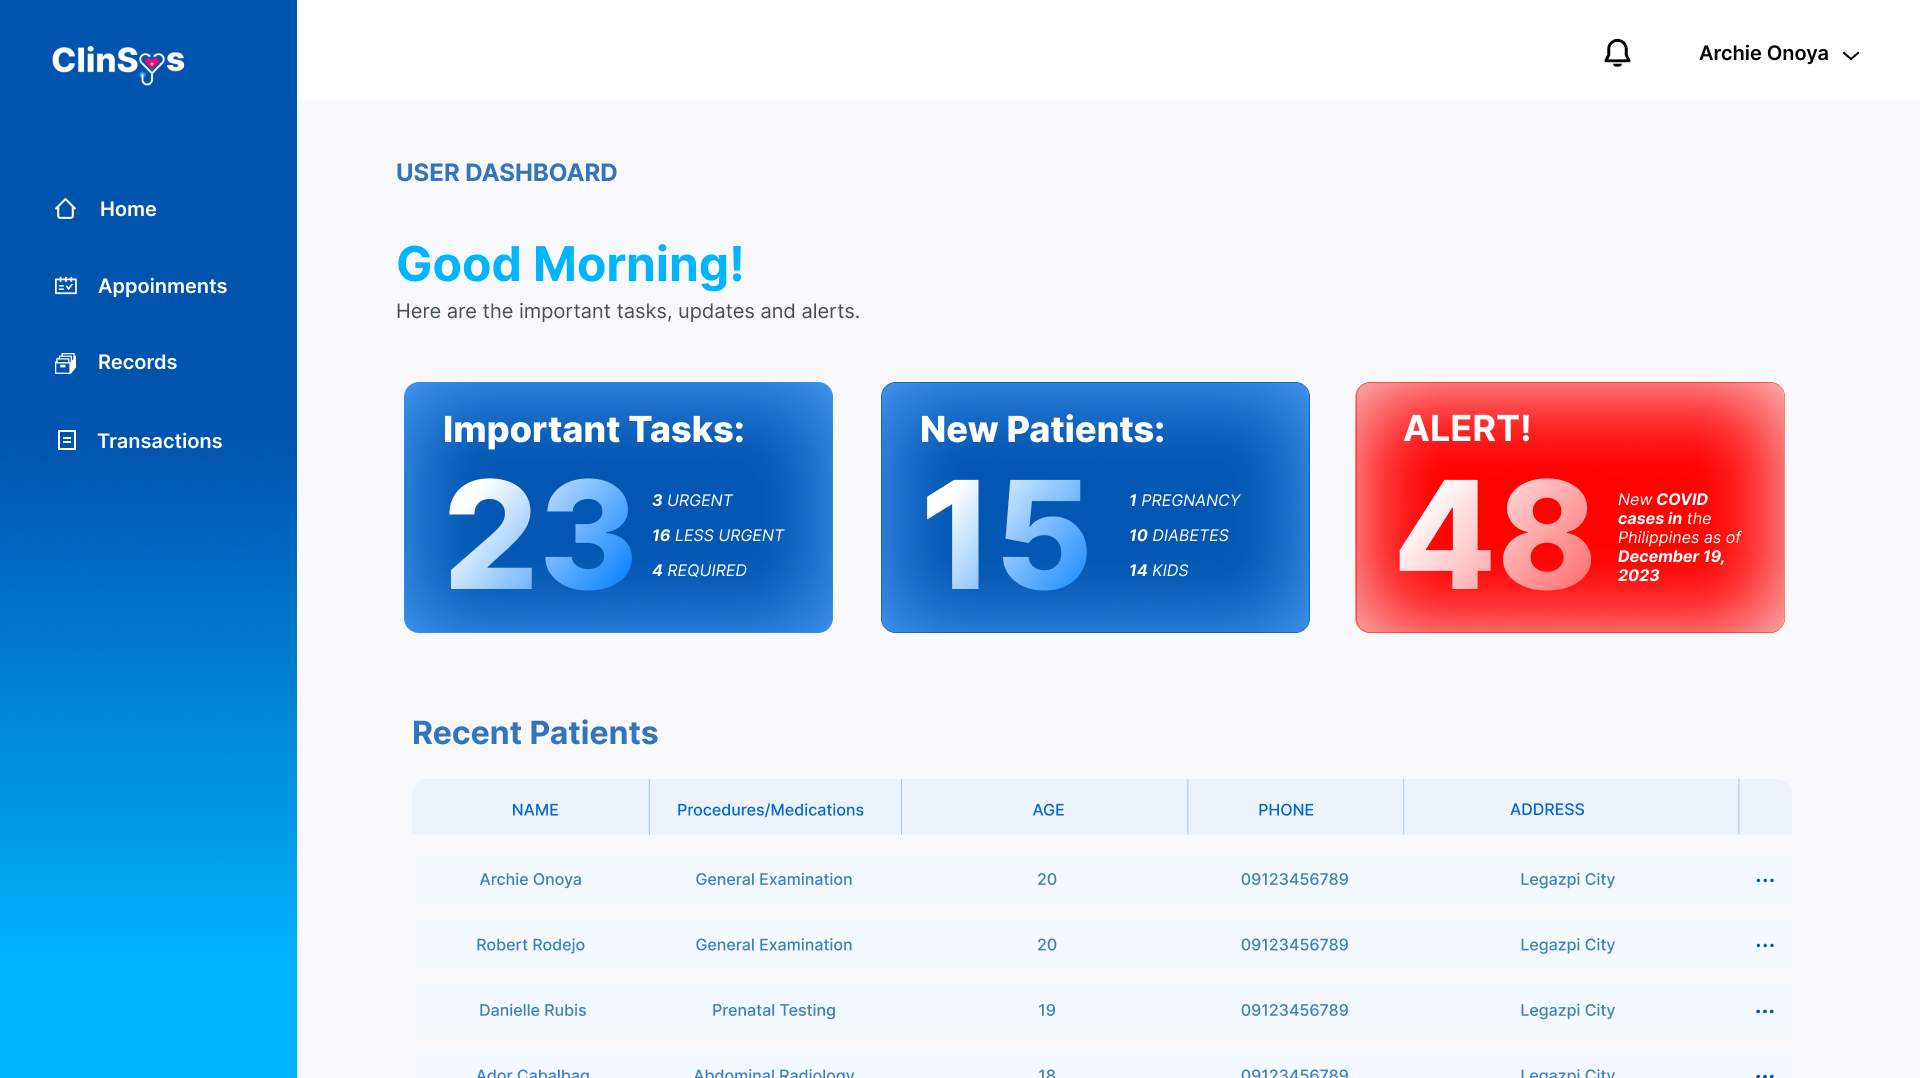 ClinSys
Archie Onoya
Home
Appoinments
Records
Transactions
USER DASHBOARD
Good Morning!
Here are the important tasks, updates and alerts.
Important Tasks:
23
3 URGENT
16 LESS URGENT
4 REQUIRED
New Patients:
15
1 PREGNANCY
10 DIABETES
14 KIDS
ALERT!
48
New COVID
cases in the
Philippines as of
December 19,
2023
Recent Patients
NAME Procedures/Medications AGE PHONE ADDRESS
Archie Onoya General Examination 20 09123456789 Legazpi City
Robert Rodejo General Examination 20 09123456789 Legazpi City
Danielle Rubis Prenatal Testing 19 09123456789 Legazpi City
Ador Cabalbag Abdominal Radiology 18 09123456789 Legazpi City